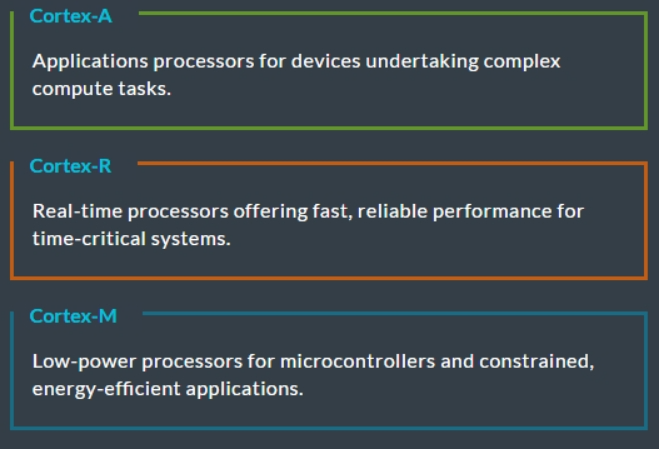 Cortex-A
Applications processors for devices undertaking complex
compute tasks.
Cortex-R
Real-time processors offering fast, reliable performance for
time-critical systems.
Cortex-M
Low-power processors for microcontrollers and constrained,
energy-efficient applications.